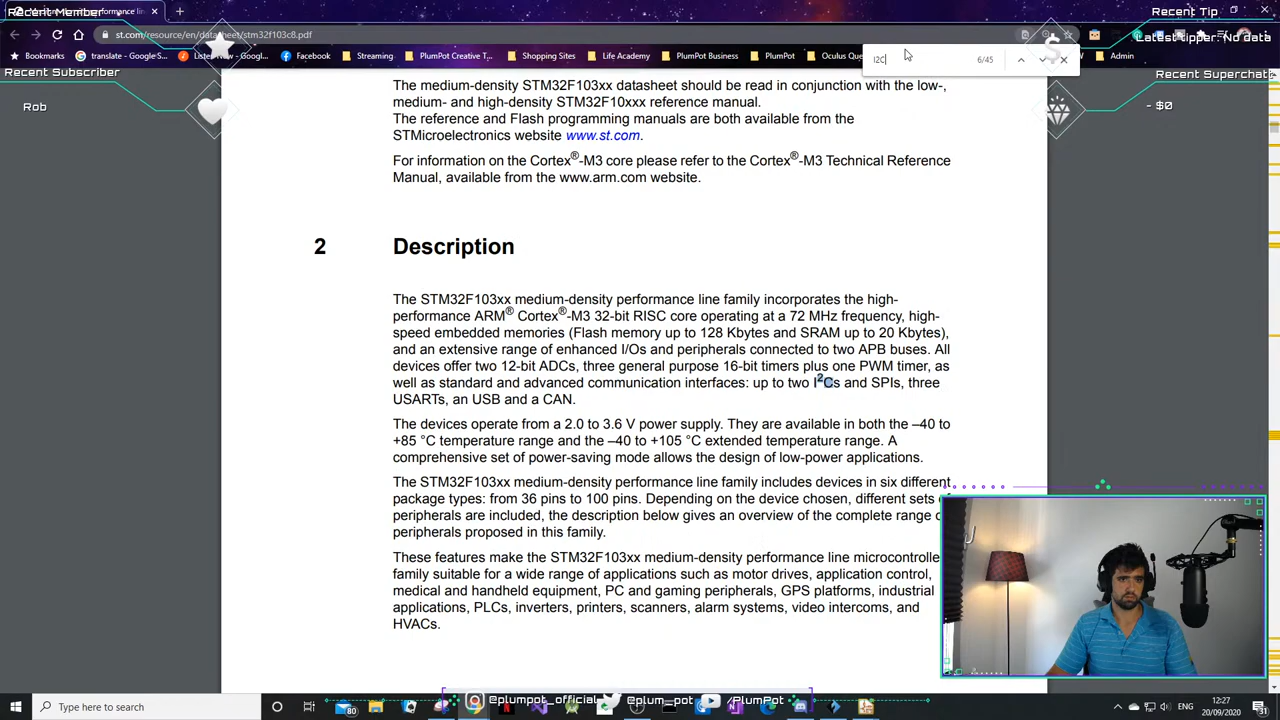 Recent Member
Recent Tip
st.com/resource/en/datasheet/stm32f103c8.pdf
Latest Tipper: No data
Bookmarks
translate - Googl...
Facebook
Streaming
PlumPot Creative T...
Shopping Sites
PlumPot Business
PlumPot
Oculus Que
Admin
I2C
6/45
Recent Subscriber
Recent Superchat
Rob
- $0
The medium-density STM32F103xx datasheet should be read in conjunction with the low-,
medium- and high-density STM32F10xxx reference manual.
The reference and Flash programming manuals are both available from the
STMicroelectronics website www.st.com.
For information on the Cortex®-M3 core please refer to the Cortex®-M3 Technical Reference
Manual, available from the www.arm.com website.
2 Description
The STM32F103xx medium-density performance line family incorporates the high-
performance ARM® Cortex®-M3 32-bit RISC core operating at a 72 MHz frequency, high-
speed embedded memories (Flash memory up to 128 Kbytes and SRAM up to 20 Kbytes),
and an extensive range of enhanced I/Os and peripherals connected to two APB buses. All
devices offer two 12-bit ADCs, three general purpose 16-bit timers plus one PWM timer, as
well as standard and advanced communication interfaces: up to two I²Cs and SPIs, three
USARTs, an USB and a CAN.
The devices operate from a 2.0 to 3.6 V power supply. They are available in both the –40 to
+85 °C temperature range and the –40 to +105 °C extended temperature range. A
comprehensive set of power-saving mode allows the design of low-power applications.
The STM32F103xx medium-density performance line family includes devices in six different
package types: from 36 pins to 100 pins. Depending on the device chosen, different sets
peripherals are included, the description below gives an overview of the complete range
peripherals proposed in this family.
These features make the STM32F103xx medium-density performance line microcontrolle
family suitable for a wide range of applications such as motor drives, application control,
medical and handheld equipment, PC and gaming peripherals, GPS platforms, industrial
applications, PLCs, inverters, printers, scanners, alarm systems, video intercoms, and
HVACs.
Type here to search
80
@plumpot_official
@plum_pot
/PlumPot
ENG
12:27
20/09/2020
31